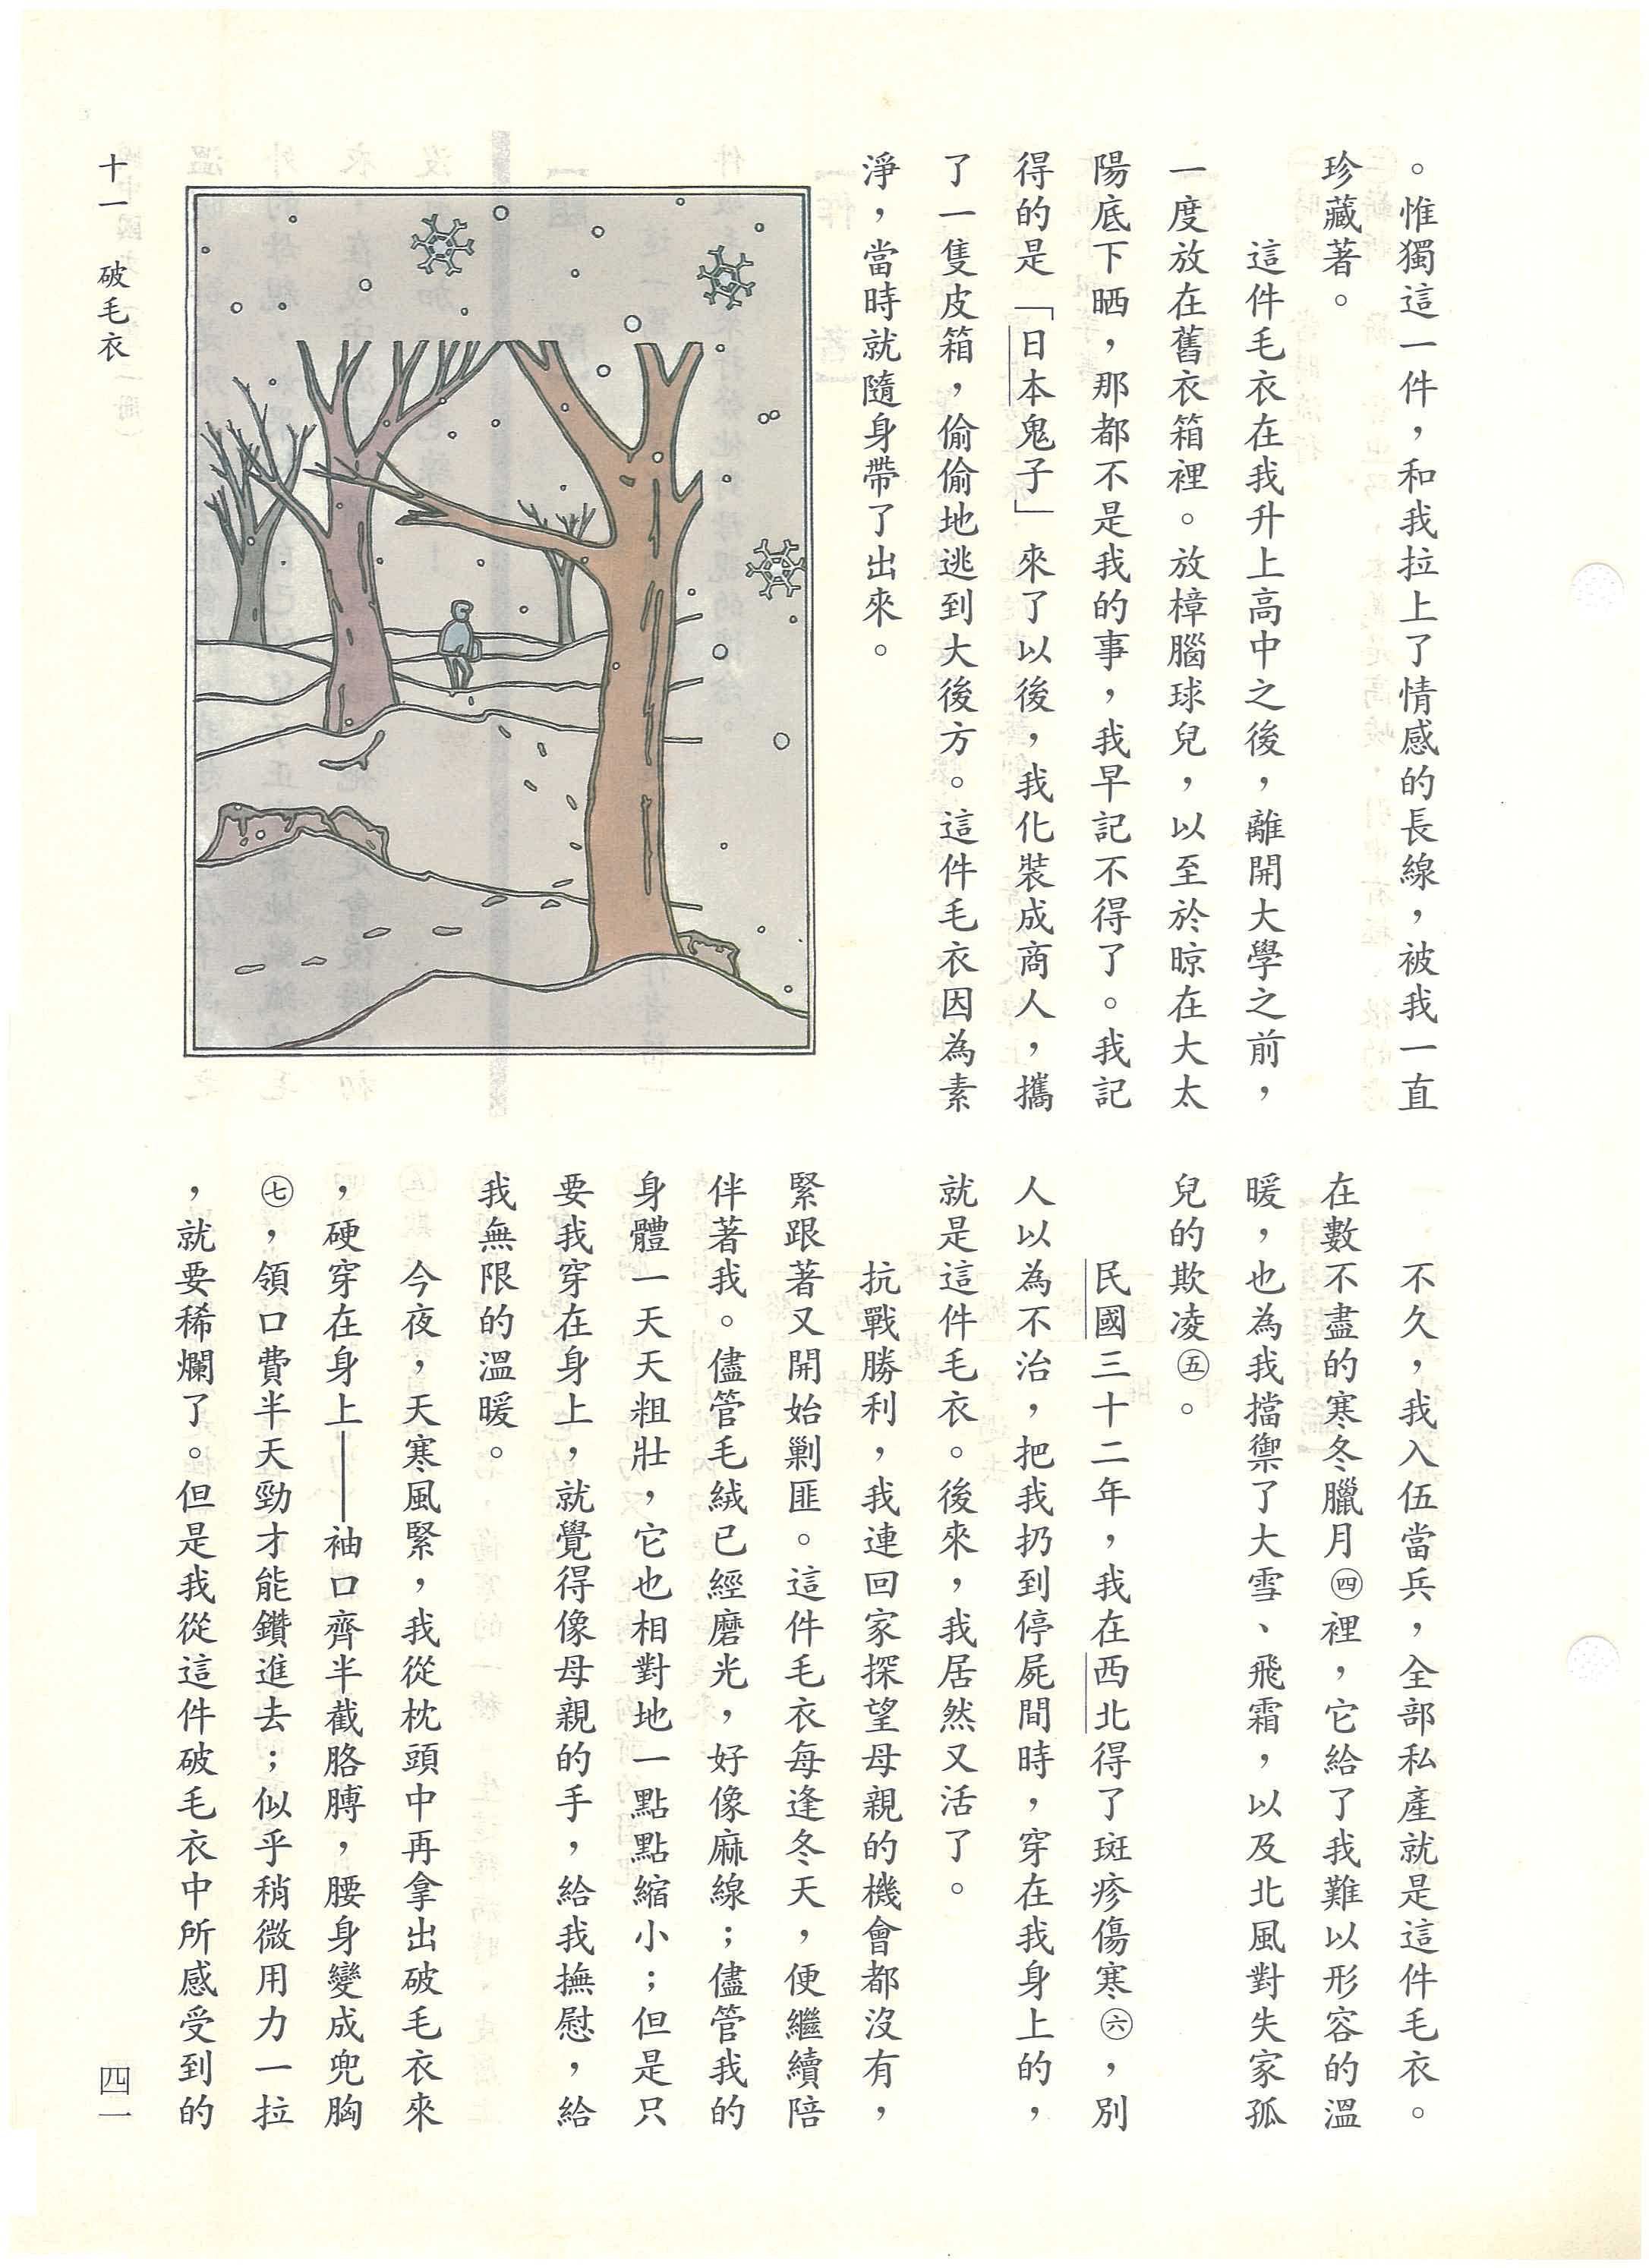 。惟獨這一件，和我拉上了情感的長線，被我一直
珍藏著。
這件毛衣在我升上高中之後，離開大學之前，
一度放在舊衣箱裡。放樟腦球兒，以至於晾在大太
陽底下晒，那都不是我的事，我早記不得了。我記
得的是「日本鬼子」來了以後，我化裝成商人，攜
了一隻皮箱，偷偷地逃到大後方。這件毛衣因為素
淨，當時就隨身帶了出來。
不久，我入伍當兵，全部私產就是這件毛衣。
在數不盡的寒冬臘月㊃裡，它給了我難以形容的溫
暖，也為我擋禦了大雪、飛霜，以及北風對失家孤
兒的欺凌㊄。
民國三十二年，我在西北得了斑疹傷寒㊅，別
人以為不治，把我扔到停屍間時，穿在我身上的，
就是這件毛衣。後來，我居然又活了。
抗戰勝利，我連回家探望母親的機會都沒有，
緊跟著又開始剿匪。這件毛衣每逢冬天，便繼續陪
伴著我。儘管毛絨已經磨光，好像麻線；儘管我的
身體一天天粗壯，它也相對地一點點縮小；但是只
要我穿在身上，就覺得像母親的手，給我撫慰，給
我無限的溫暖。
今夜，天寒風緊，我從枕頭中再拿出破毛衣來
，硬穿在身上——袖口齊半截胳膊，腰身變成兜胸
㊆，領口費半天勁才能鑽進去；似乎稍微用力一拉
，就要稀爛了。但是我從這件破毛衣中所感受到的
十一 破毛衣
四一